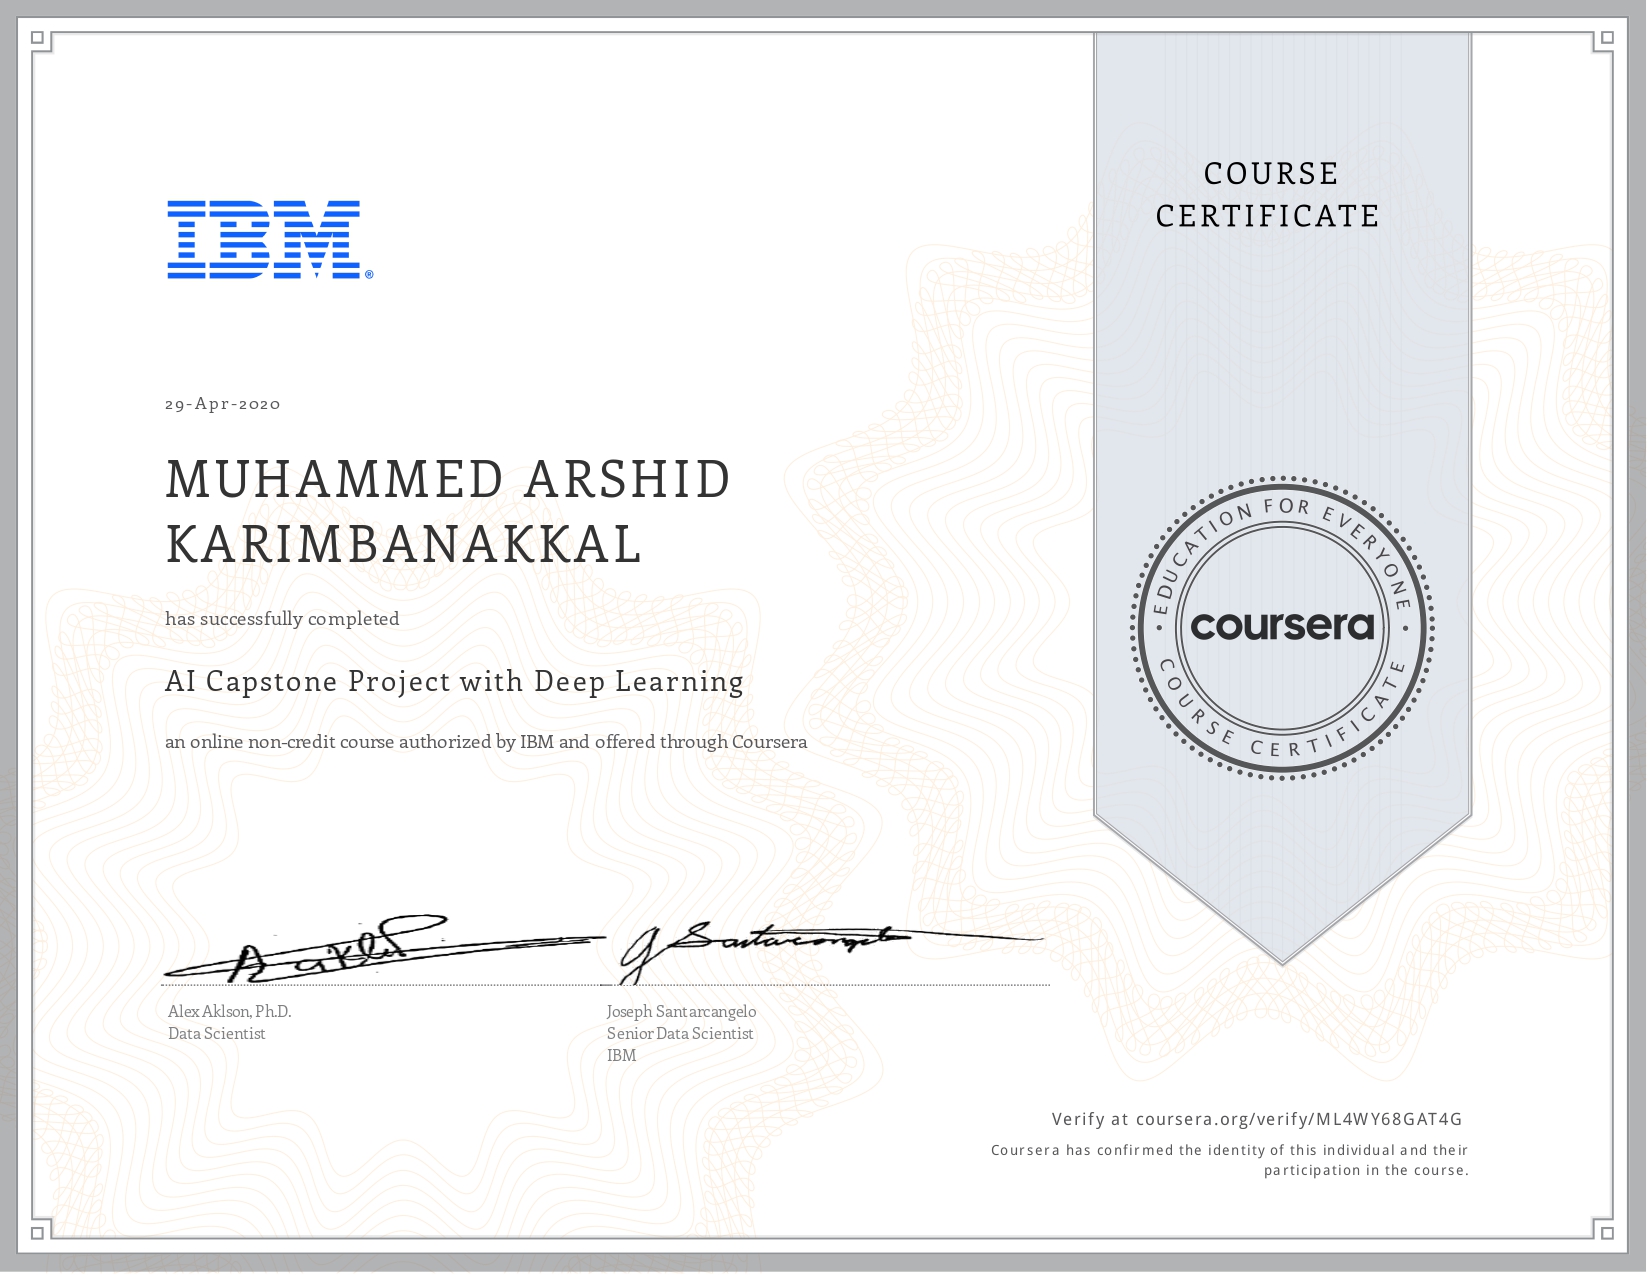 COURSE
CERTIFICATE
IBM®
29-Apr-2020
MUHAMMED ARSHID
KARIMBANAKKAL
has successfully completed
AI Capstone Project with Deep Learning
an online non-credit course authorized by IBM and offered through Coursera
EDUCATION FOR EVERYONE
coursera
COURSE CERTIFICATE
Alex Aklson, Ph.D.
Data Scientist
Joseph Santarcangelo
Senior Data Scientist
IBM
Verify at coursera.org/verify/ML4WY68GAT4G
Coursera has confirmed the identity of this individual and their
participation in the course.